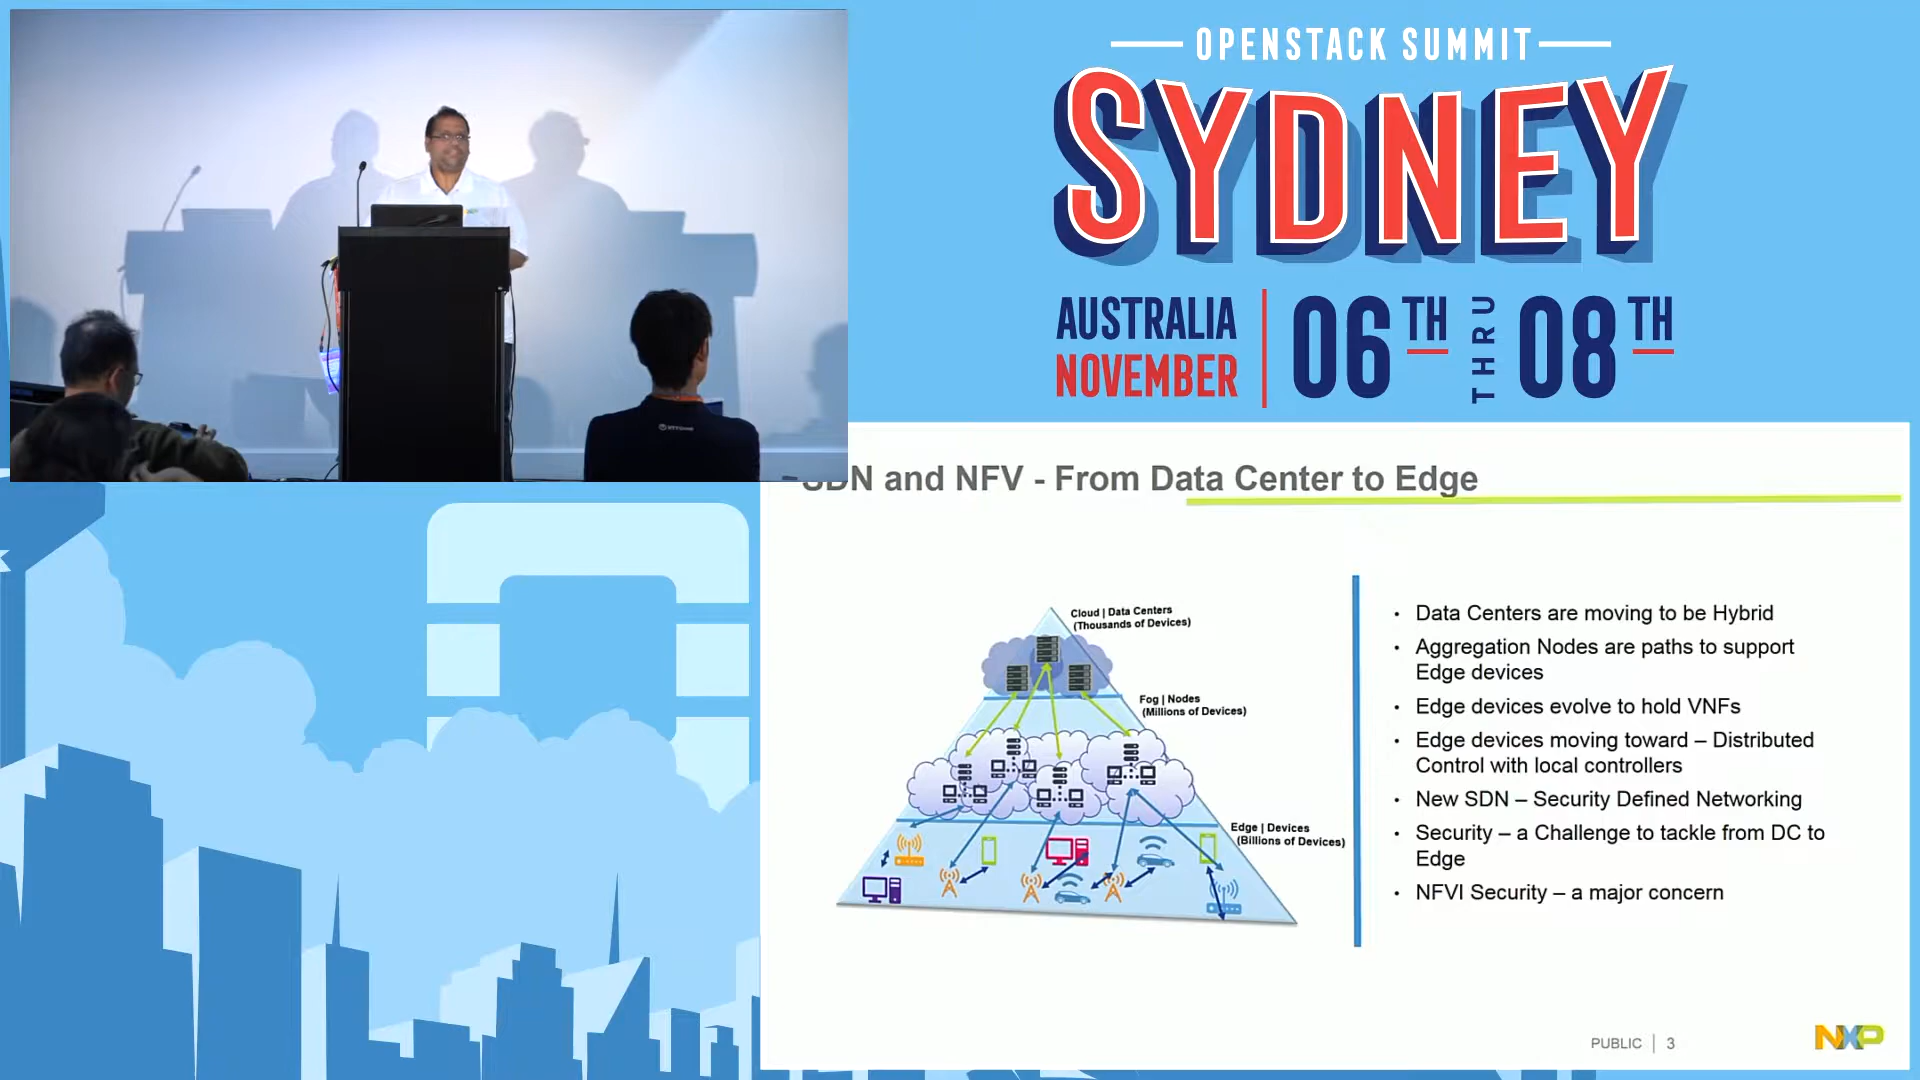 OPENSTACK SUMMIT
SYDNEY
AUSTRALIA
NOVEMBER
06TH THRU 08TH
SDN and NFV - From Data Center to Edge
Cloud | Data Centers
(Thousands of Devices)
Fog | Nodes
(Millions of Devices)
Edge | Devices
(Billions of Devices)
• Data Centers are moving to be Hybrid
• Aggregation Nodes are paths to support
Edge devices
• Edge devices evolve to hold VNFs
• Edge devices moving toward – Distributed
Control with local controllers
• New SDN – Security Defined Networking
• Security – a Challenge to tackle from DC to
Edge
• NFVI Security – a major concern
PUBLIC | 3
NXP